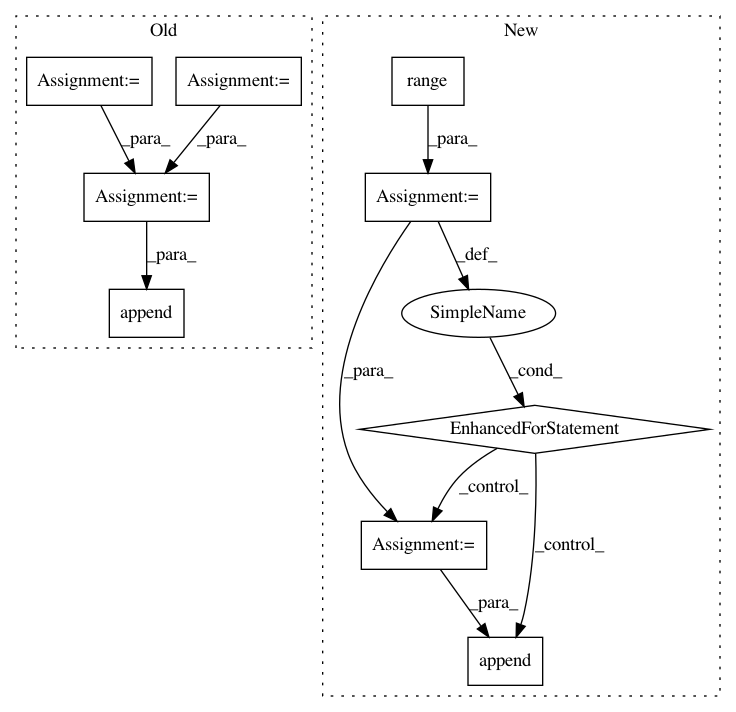 Old
New
Assignment:=
Assignment:=
range
_para_
_para_
_para_
Assignment:=
Assignment:=
_para_
_def_
append
SimpleName
_para_
_cond_
EnhancedForStatement
_control_
Assignment:=
_control_
_para_
append